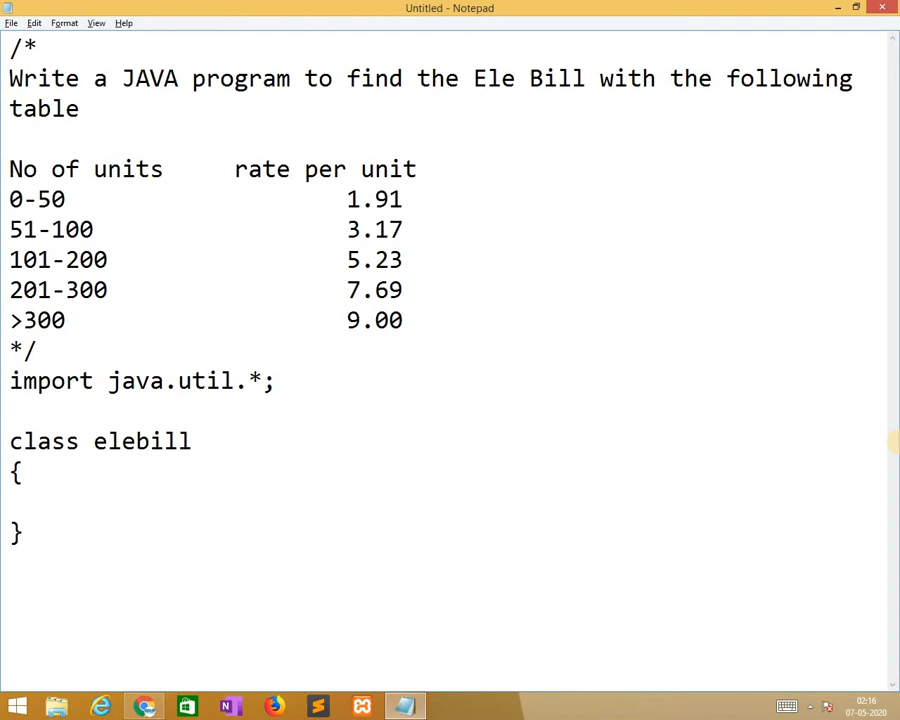 Untitled - Notepad
File Edit Format View Help
/*
Write a JAVA program to find the Ele Bill with the following
table
No of units     rate per unit
0-50                    1.91
51-100                  3.17
101-200                 5.23
201-300                 7.69
>300                    9.00
*/
import java.util.*;
class elebill
{
}
02:16
07-05-2020